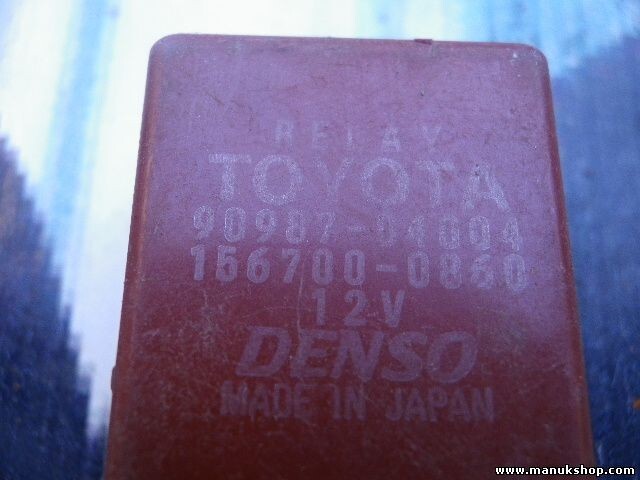 RELAY
TOYOTA
90987-04004
156700-0860
12V
DENSO
MADE IN JAPAN
www.manukshop.com